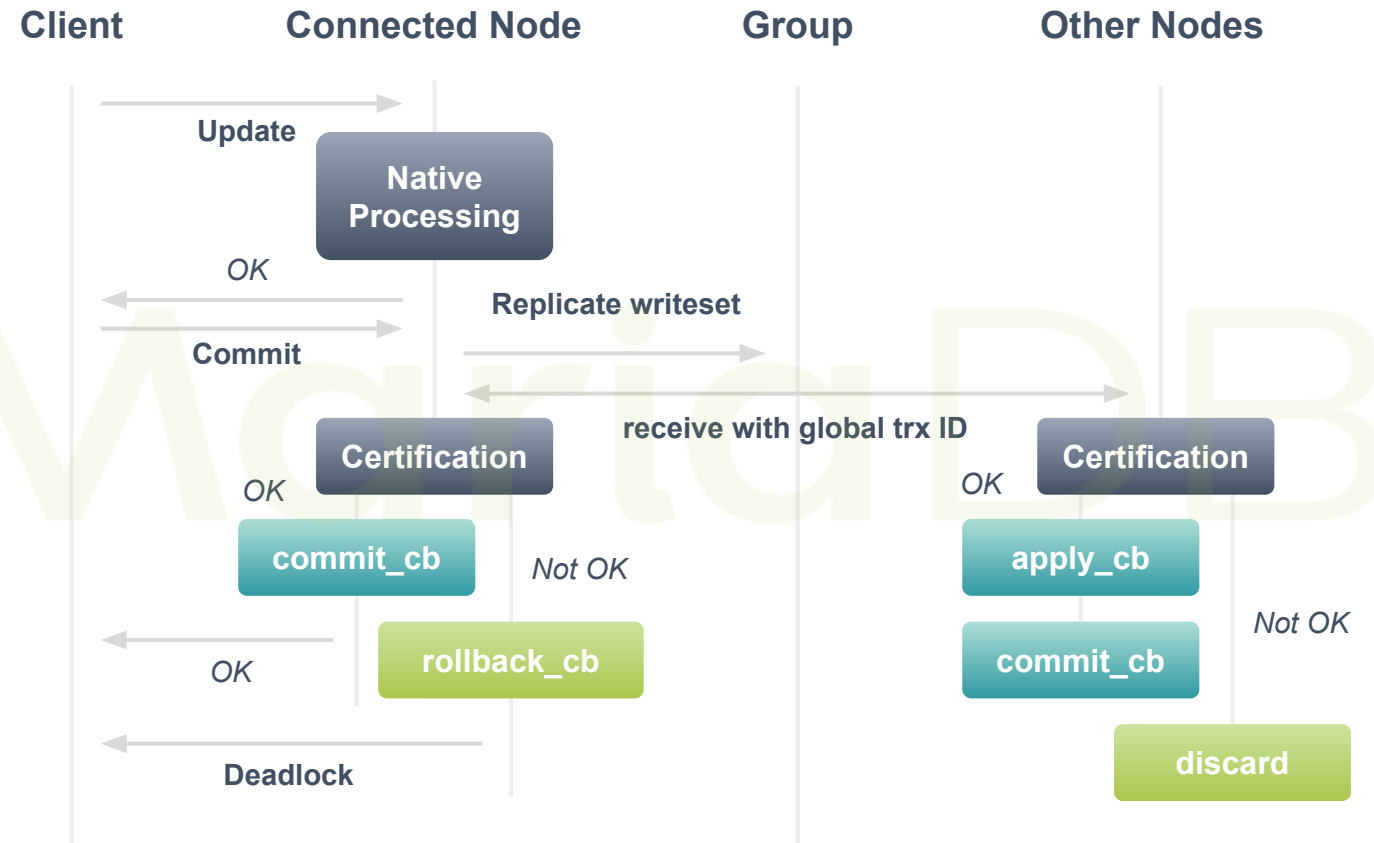 Client
Connected Node
Group
Other Nodes
Update
Native
Processing
OK
Replicate writeset
Commit
receive with global trx ID
Certification
Certification
OK
OK
commit_cb
Not OK
apply_cb
Not OK
OK
rollback_cb
commit_cb
Deadlock
discard
MariaDB